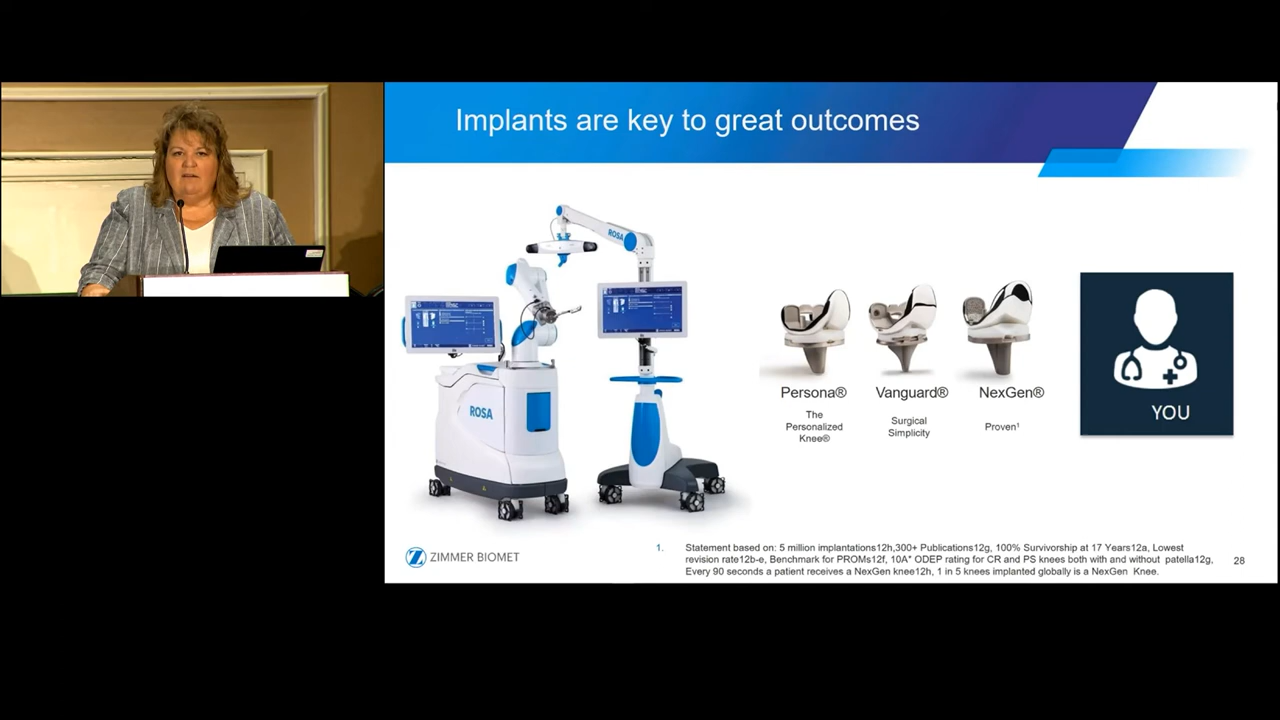 Implants are key to great outcomes
ROSA
ROSA
Persona®
The
Personalized
Knee®
Vanguard®
Surgical
Simplicity
NexGen®
Proven¹
YOU
ZIMMER BIOMET
1. Statement based on: 5 million implantations12h,300+ Publications12g, 100% Survivorship at 17 Years12a, Lowest
revision rate12b-e, Benchmark for PROMs12f, 10A* ODEP rating for CR and PS knees both with and without patella12g,
Every 90 seconds a patient receives a NexGen knee12h, 1 in 5 knees implanted globally is a NexGen Knee.
28